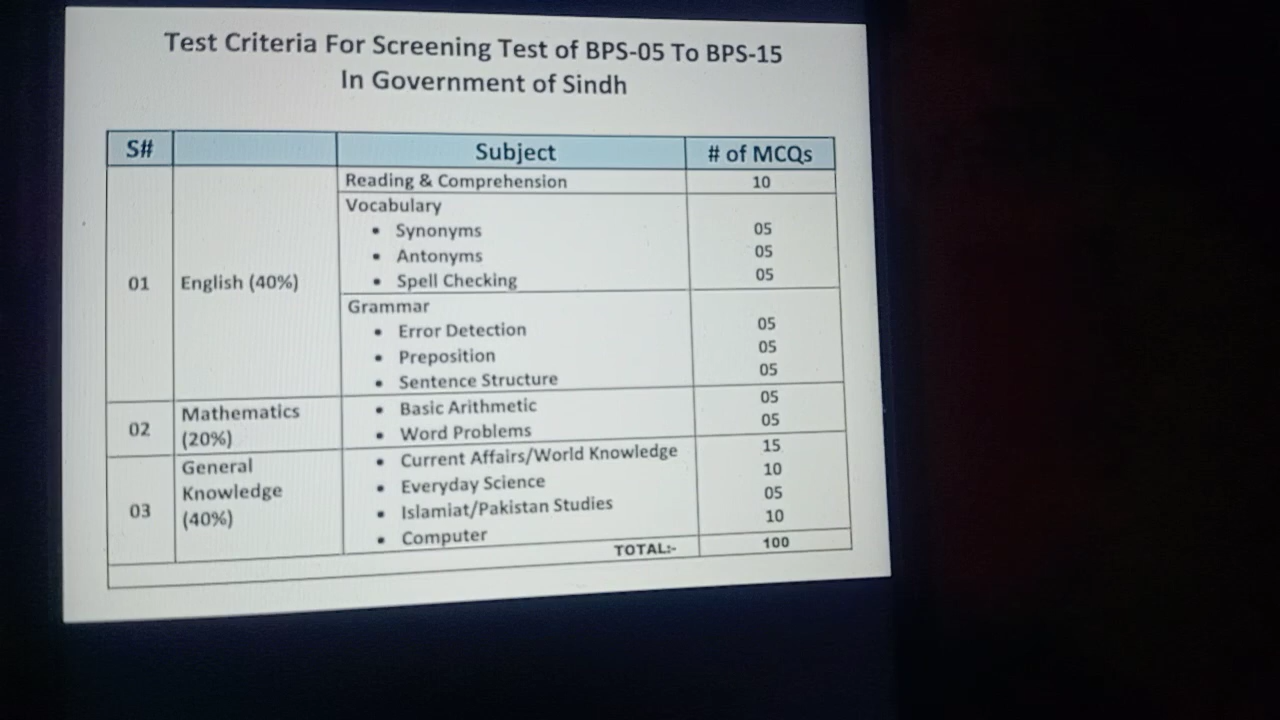 Test Criteria For Screening Test of BPS-05 To BPS-15
In Government of Sindh
S# Subject # of MCQs
Reading & Comprehension 10
Vocabulary
• Synonyms 05
• Antonyms 05
• Spell Checking 05
01 English (40%)
Grammar
• Error Detection 05
• Preposition 05
• Sentence Structure 05
02 Mathematics
(20%)
• Basic Arithmetic 05
• Word Problems 05
03 General
Knowledge
(40%)
• Current Affairs/World Knowledge 15
• Everyday Science 10
• Islamiat/Pakistan Studies 05
• Computer 10
TOTAL:- 100